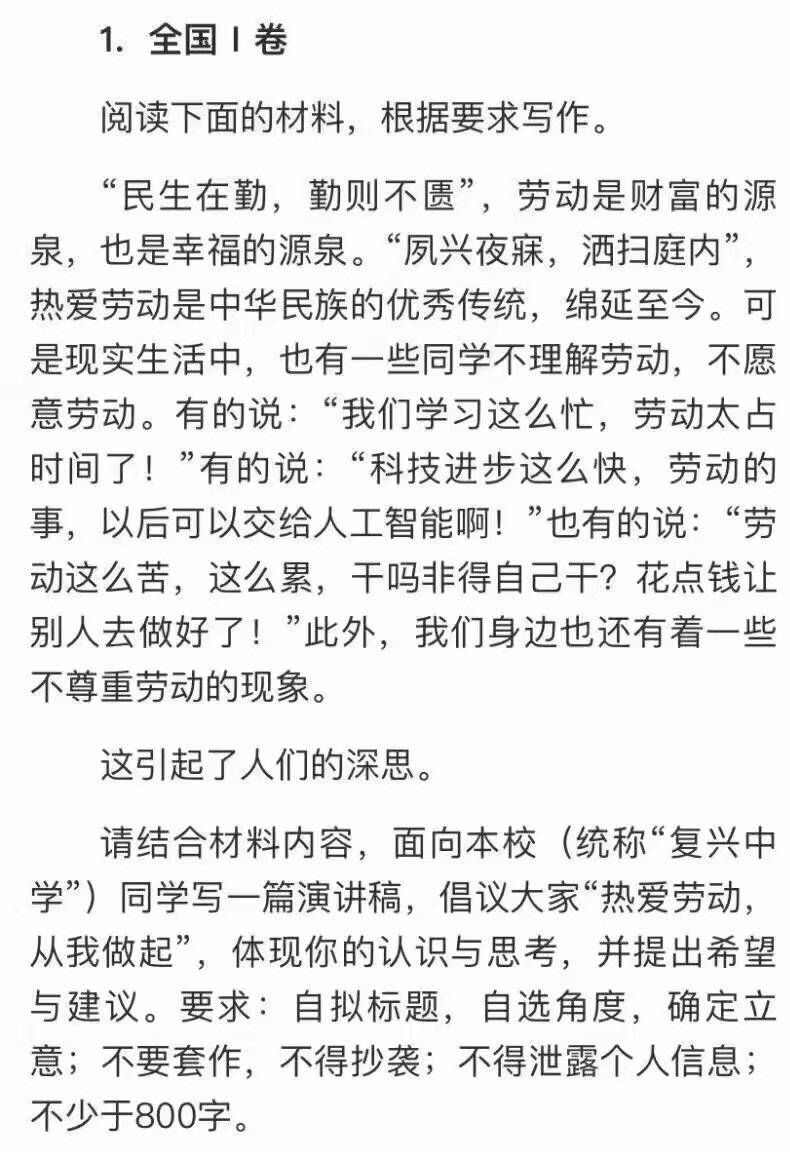 1. 全国Ⅰ卷
阅读下面的材料，根据要求写作。
“民生在勤，勤则不匮”，劳动是财富的源
泉，也是幸福的源泉。“夙兴夜寐，洒扫庭内”，
热爱劳动是中华民族的优秀传统，绵延至今。可
是现实生活中，也有一些同学不理解劳动，不愿
意劳动。有的说：“我们学习这么忙，劳动太占
时间了！”有的说：“科技进步这么快，劳动的
事，以后可以交给人工智能啊！”也有的说：“劳
动这么苦，这么累，干吗非得自己干？花点钱让
别人去做好了！”此外，我们身边也还有着一些
不尊重劳动的现象。
这引起了人们的深思。
请结合材料内容，面向本校（统称“复兴中
学”）同学写一篇演讲稿，倡议大家“热爱劳动，
从我做起”，体现你的认识与思考，并提出希望
与建议。要求：自拟标题，自选角度，确定立
意；不要套作，不得抄袭；不得泄露个人信息；
不少于800字。